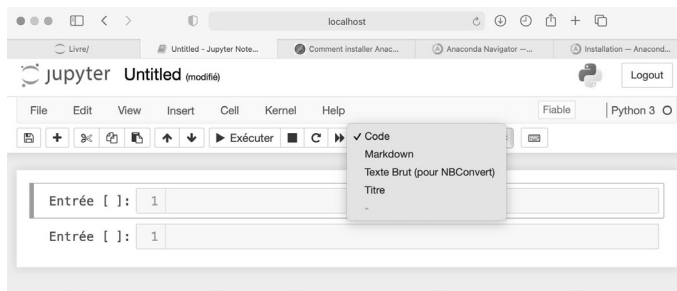 localhost
Livre/
Untitled - Jupyter Note...
Comment installer Anac...
Anaconda Navigator —...
Installation — Anacond...
jupyter Untitled (modifié)
Logout
File Edit View Insert Cell Kernel Help
Fiable
Python 3
Exécuter
✓ Code
Markdown
Texte Brut (pour NBConvert)
Titre
-
Entrée [ ]: 1
Entrée [ ]: 1